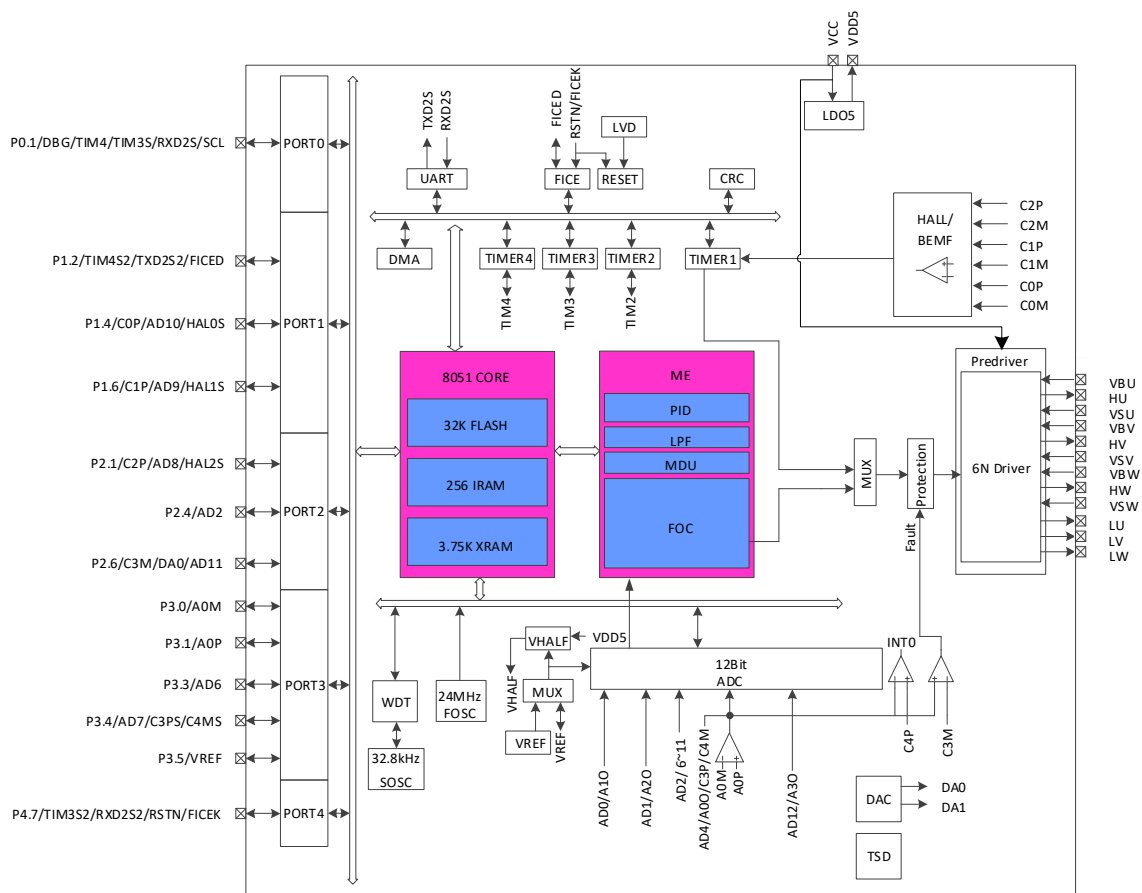 VCC
VDD5
LDO5
P0.1/DBG/TIM4/TIM3S/RXD2S/SCL
P1.2/TIM4S2/TXD2S2/FICED
P1.4/C0P/AD10/HAL0S
P1.6/C1P/AD9/HAL1S
P2.1/C2P/AD8/HAL2S
P2.4/AD2
P2.6/C3M/DA0/AD11
P3.0/A0M
P3.1/A0P
P3.3/AD6
P3.4/AD7/C3PS/C4MS
P3.5/VREF
P4.7/TIM3S2/RXD2S2/RSTN/FICEK
PORT0
PORT1
PORT2
PORT3
PORT4
TXD2S
RXD2S
FICED
RSTN/FICEK
LVD
UART
FICE
RESET
CRC
DMA
TIMER4
TIMER3
TIMER2
TIMER1
TIM4
TIM3
TIM2
HALL/
BEMF
C2P
C2M
C1P
C1M
C0P
C0M
8051 CORE
32K FLASH
256 IRAM
3.75K XRAM
ME
PID
LPF
MDU
FOC
MUX
Protection
Fault
Predriver
6N Driver
VBU
HU
VSU
VBV
HV
VSV
VBW
HW
VSW
LU
LV
LW
WDT
32.8kHz
SOSC
24MHz
FOSC
VHALF
VDD5
VHALF
MUX
VREF
VREF
12Bit
ADC
INT0
C4P
C3M
AD0/A1O
AD1/A2O
AD2/ 6~11
AD4/A0O/C3P/C4M
A0M
A0P
AD12/A3O
DAC
DA0
DA1
TSD